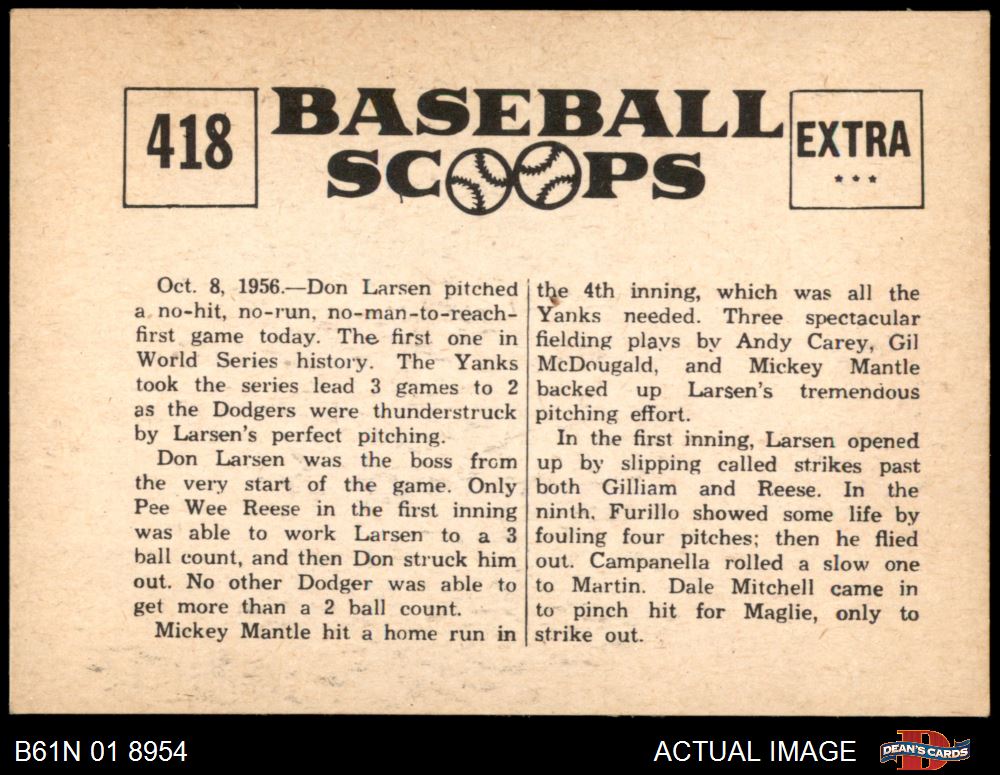 418
BASEBALL
SCOOPS
EXTRA
***
Oct. 8, 1956.—Don Larsen pitched
a no-hit, no-run, no-man-to-reach-
first game today. The first one in
World Series history. The Yanks
took the series lead 3 games to 2
as the Dodgers were thunderstruck
by Larsen's perfect pitching.
Don Larsen was the boss from
the very start of the game. Only
Pee Wee Reese in the first inning
was able to work Larsen to a 3
ball count, and then Don struck him
out. No other Dodger was able to
get more than a 2 ball count.
Mickey Mantle hit a home run in
the 4th inning, which was all the
Yanks needed. Three spectacular
fielding plays by Andy Carey, Gil
McDougald, and Mickey Mantle
backed up Larsen's tremendous
pitching effort.
In the first inning, Larsen opened
up by slipping called strikes past
both Gilliam and Reese. In the
ninth, Furillo showed some life by
fouling four pitches; then he flied
out. Campanella rolled a slow one
to Martin. Dale Mitchell came in
to pinch hit for Maglie, only to
strike out.
B61N 01 8954
ACTUAL IMAGE
DEAN'S CARDS